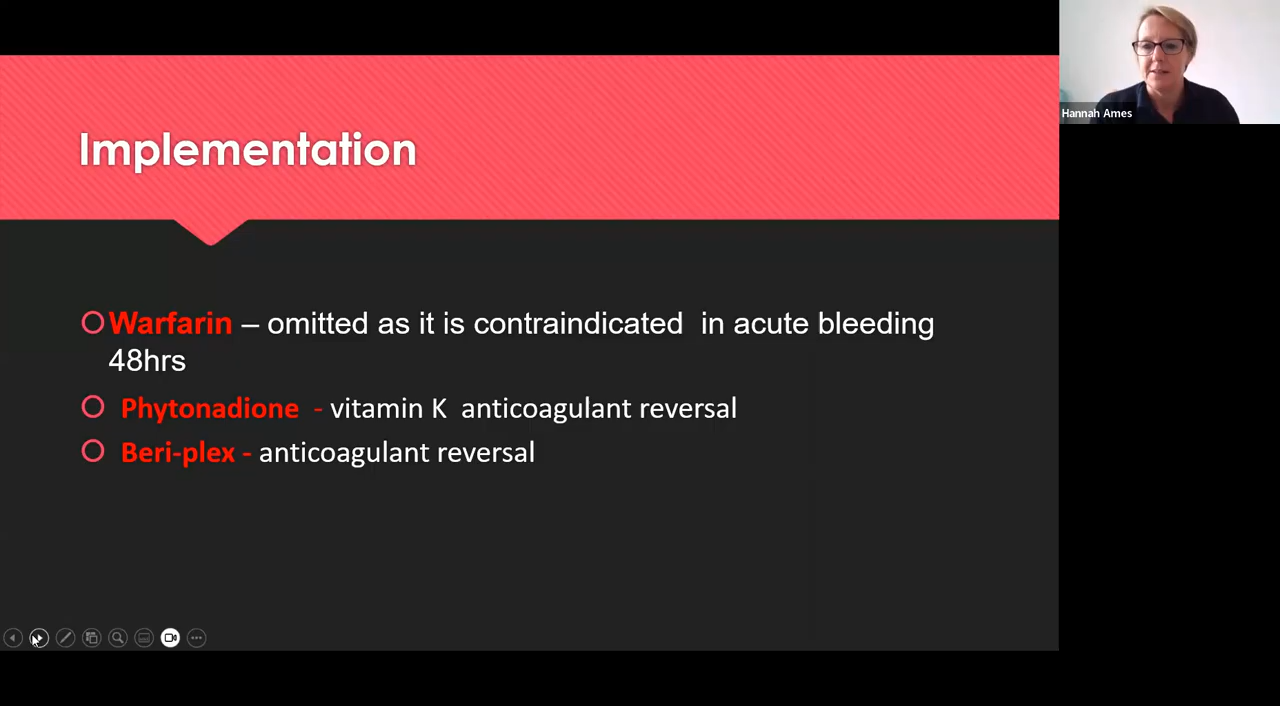 Implementation
Warfarin – omitted as it is contraindicated in acute bleeding
48hrs
Phytonadione - vitamin K anticoagulant reversal
Beri-plex - anticoagulant reversal
Hannah Ames